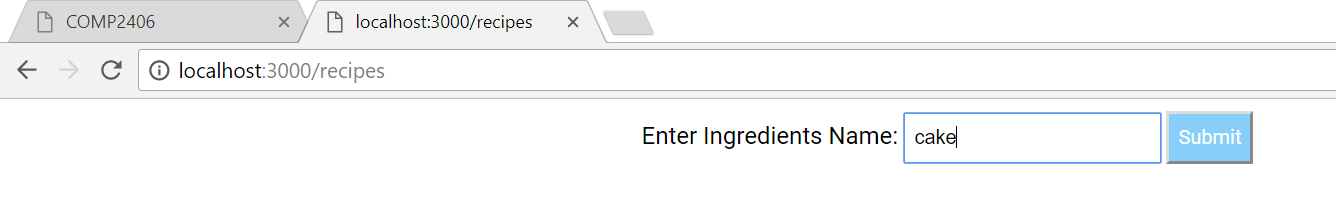 COMP2406 localhost:3000/recipes
localhost:3000/recipes
Enter Ingredients Name: cake Submit